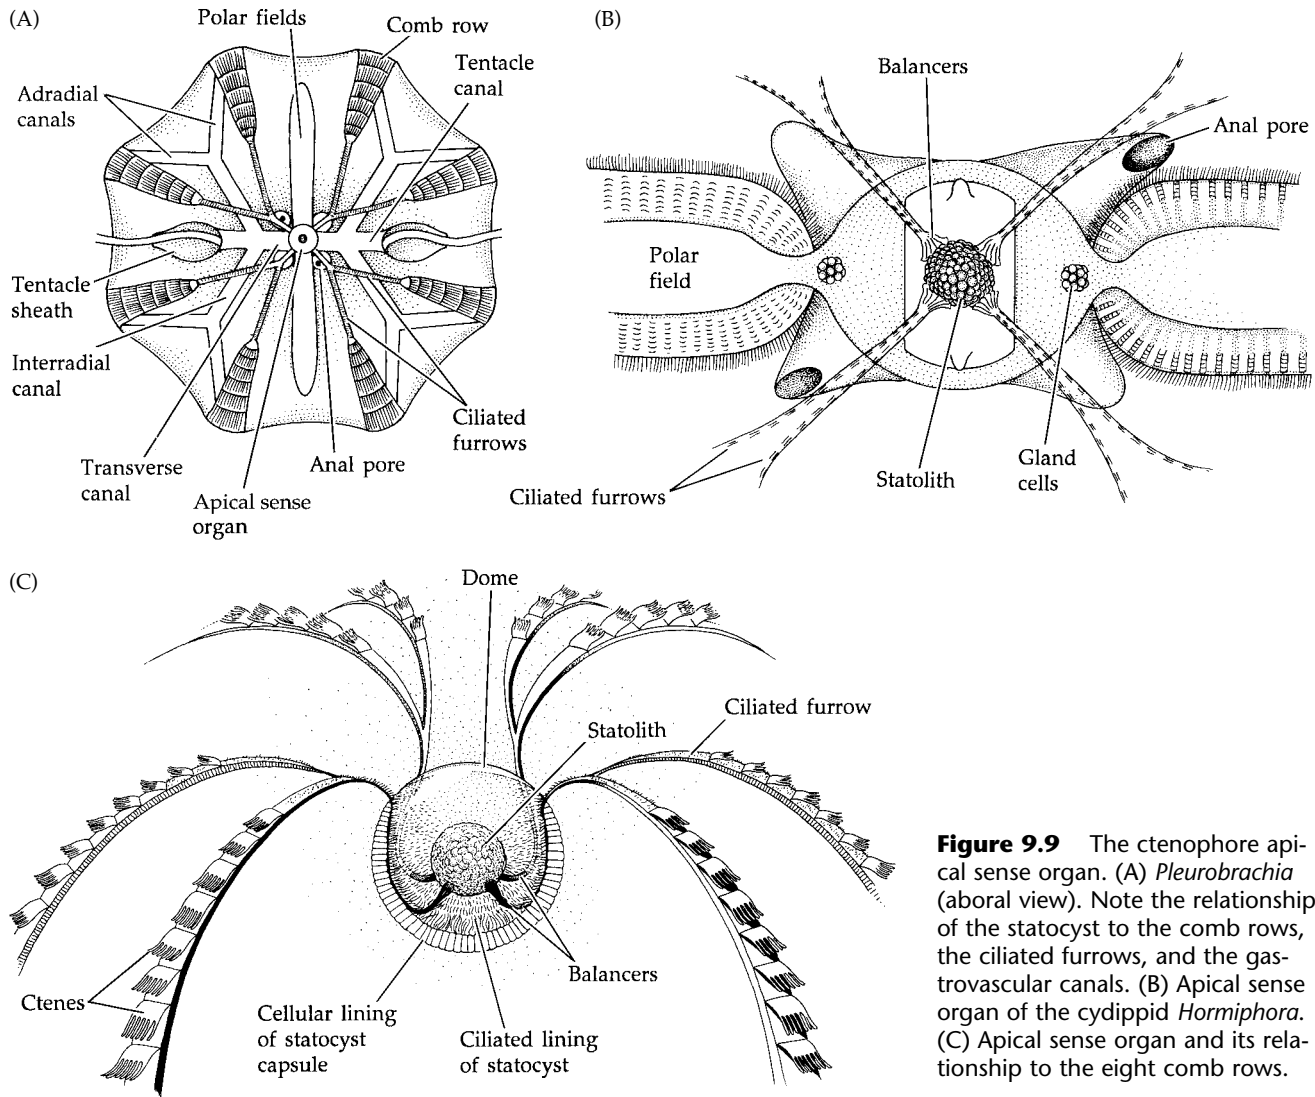 (A)
Polar fields
Comb row
Tentacle
canal
Adradial
canals
Tentacle
sheath
Interradial
canal
Transverse
canal
Apical sense
organ
Anal pore
Ciliated
furrows
(B)
Balancers
Anal pore
Polar
field
Ciliated furrows
Statolith
Gland
cells
(C)
Dome
Statolith
Ciliated furrow
Ctenes
Cellular lining
of statocyst
capsule
Ciliated lining
of statocyst
Balancers
Figure 9.9 The ctenophore api-
cal sense organ. (A) Pleurobrachia
(aboral view). Note the relationship
of the statocyst to the comb rows,
the ciliated furrows, and the gas-
trovascular canals. (B) Apical sense
organ of the cydippid Hormiphora.
(C) Apical sense organ and its rela-
tionship to the eight comb rows.